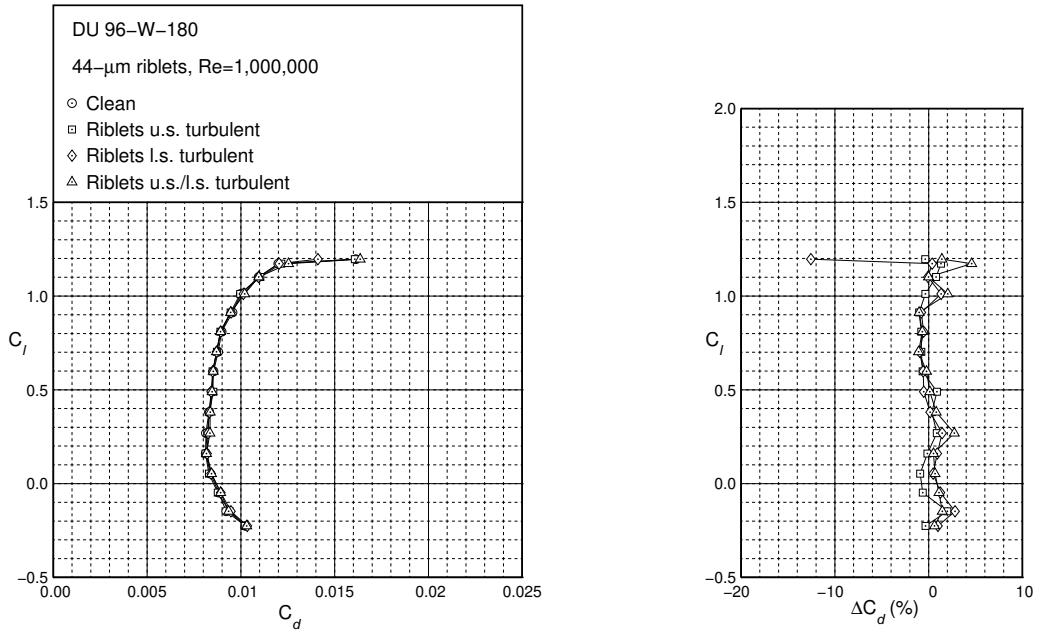 DU 96−W−180
44−μm riblets, Re=1,000,000
Clean
Riblets u.s. turbulent
Riblets l.s. turbulent
Riblets u.s./l.s. turbulent
1.5
1.0
C_l
0.5
0.0
−0.5
0.00 0.005 0.010 0.015 0.020 0.025
C_d
2.0
1.5
1.0
C_l
0.5
0.0
−0.5
−20 −10 0 10
ΔC_d (%)